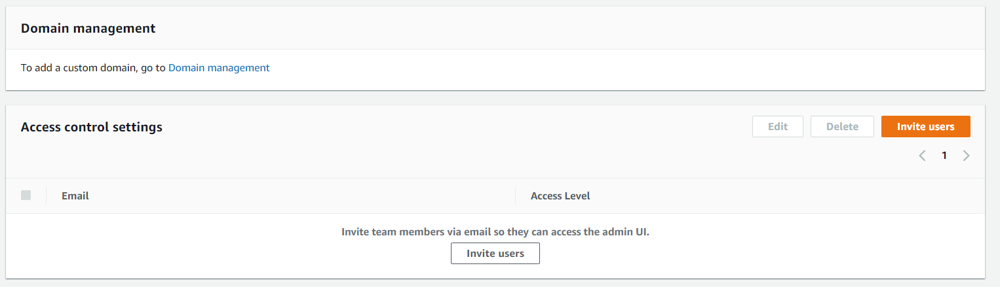 Domain management
To add a custom domain, go to Domain management
Access control settings
Edit
Delete
Invite users
1
Email
Access Level
Invite team members via email so they can access the admin UI.
Invite users